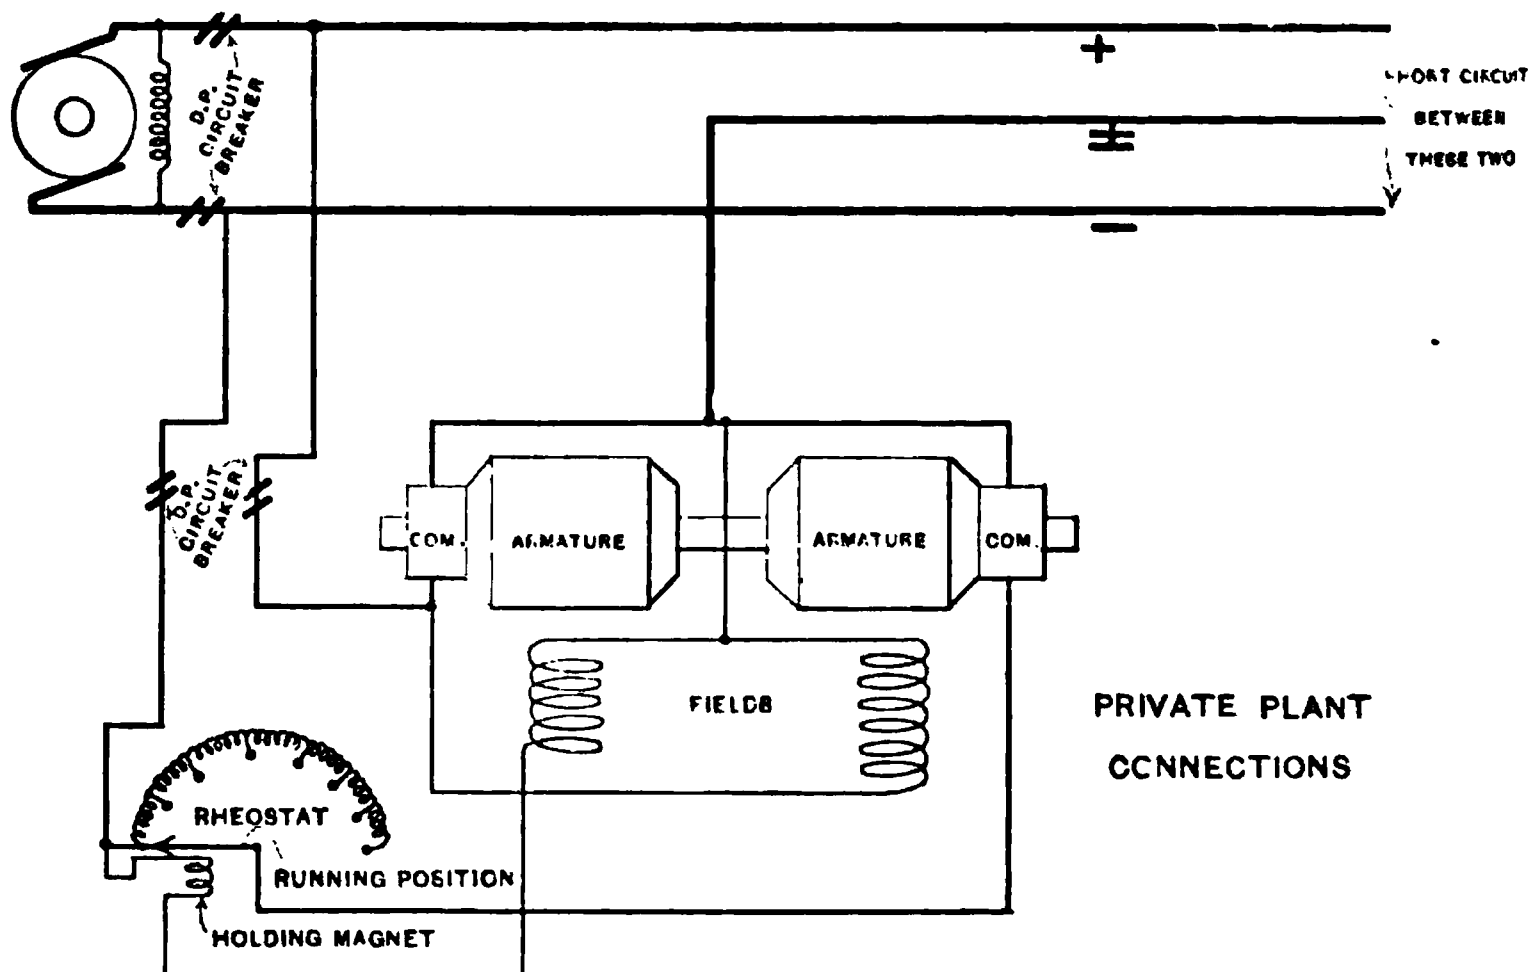 +
SHORT CIRCUIT
BETWEEN
THESE TWO
D.P.
CIRCUIT
BREAKER
−
D.P.
CIRCUIT
BREAKER
COM.
ARMATURE
ARMATURE
COM.
FIELDS
PRIVATE PLANT
CONNECTIONS
RHEOSTAT
RUNNING POSITION
HOLDING MAGNET